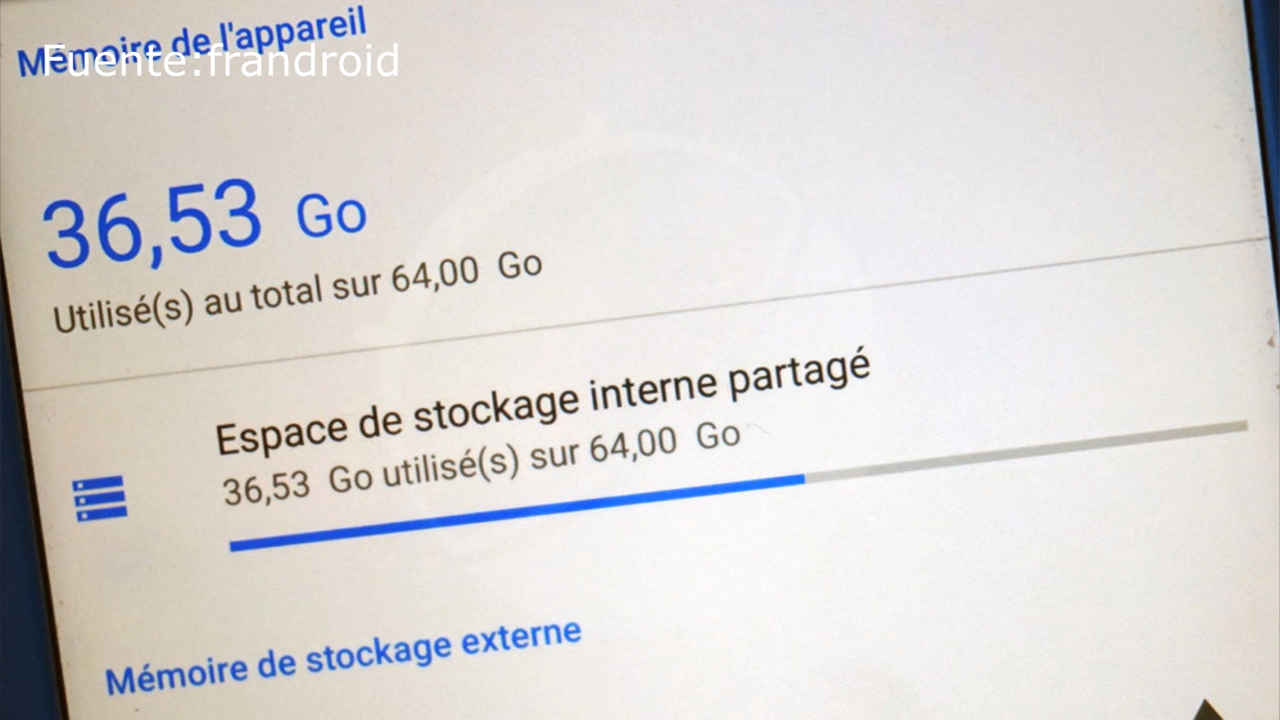 Mémoire de l'appareil
Fuente:frandroid
36,53 Go
Utilisé(s) au total sur 64,00 Go
Espace de stockage interne partagé
36,53 Go utilisé(s) sur 64,00 Go
Mémoire de stockage externe